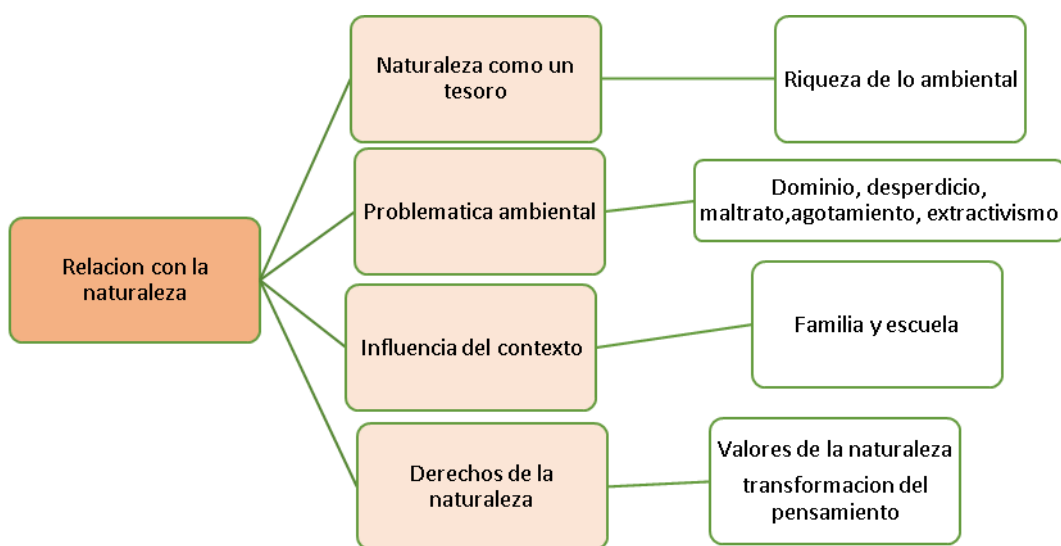 Naturaleza como un
tesoro
Riqueza de lo ambiental
Problematica ambiental
Dominio, desperdicio,
maltrato,agotamiento, extractivismo
Relacion con la
naturaleza
Influencia del contexto
Familia y escuela
Derechos de la
naturaleza
Valores de la naturaleza
transformacion del
pensamiento